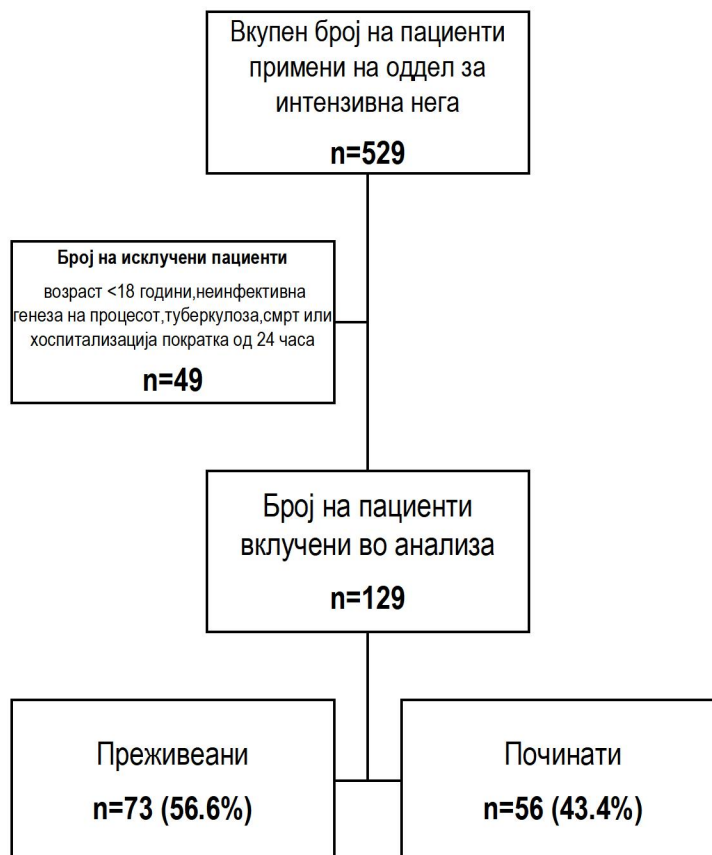 Вкупен број на пациенти
примени на оддел за
интензивна нега
n=529
Број на исклучени пациенти
возраст <18 години,неинфективна
генеза на процесот,туберкулоза,смрт или
хоспитализација пократка од 24 часа
n=49
Број на пациенти
вклучени во анализа
n=129
Преживеани
n=73 (56.6%)
Починати
n=56 (43.4%)